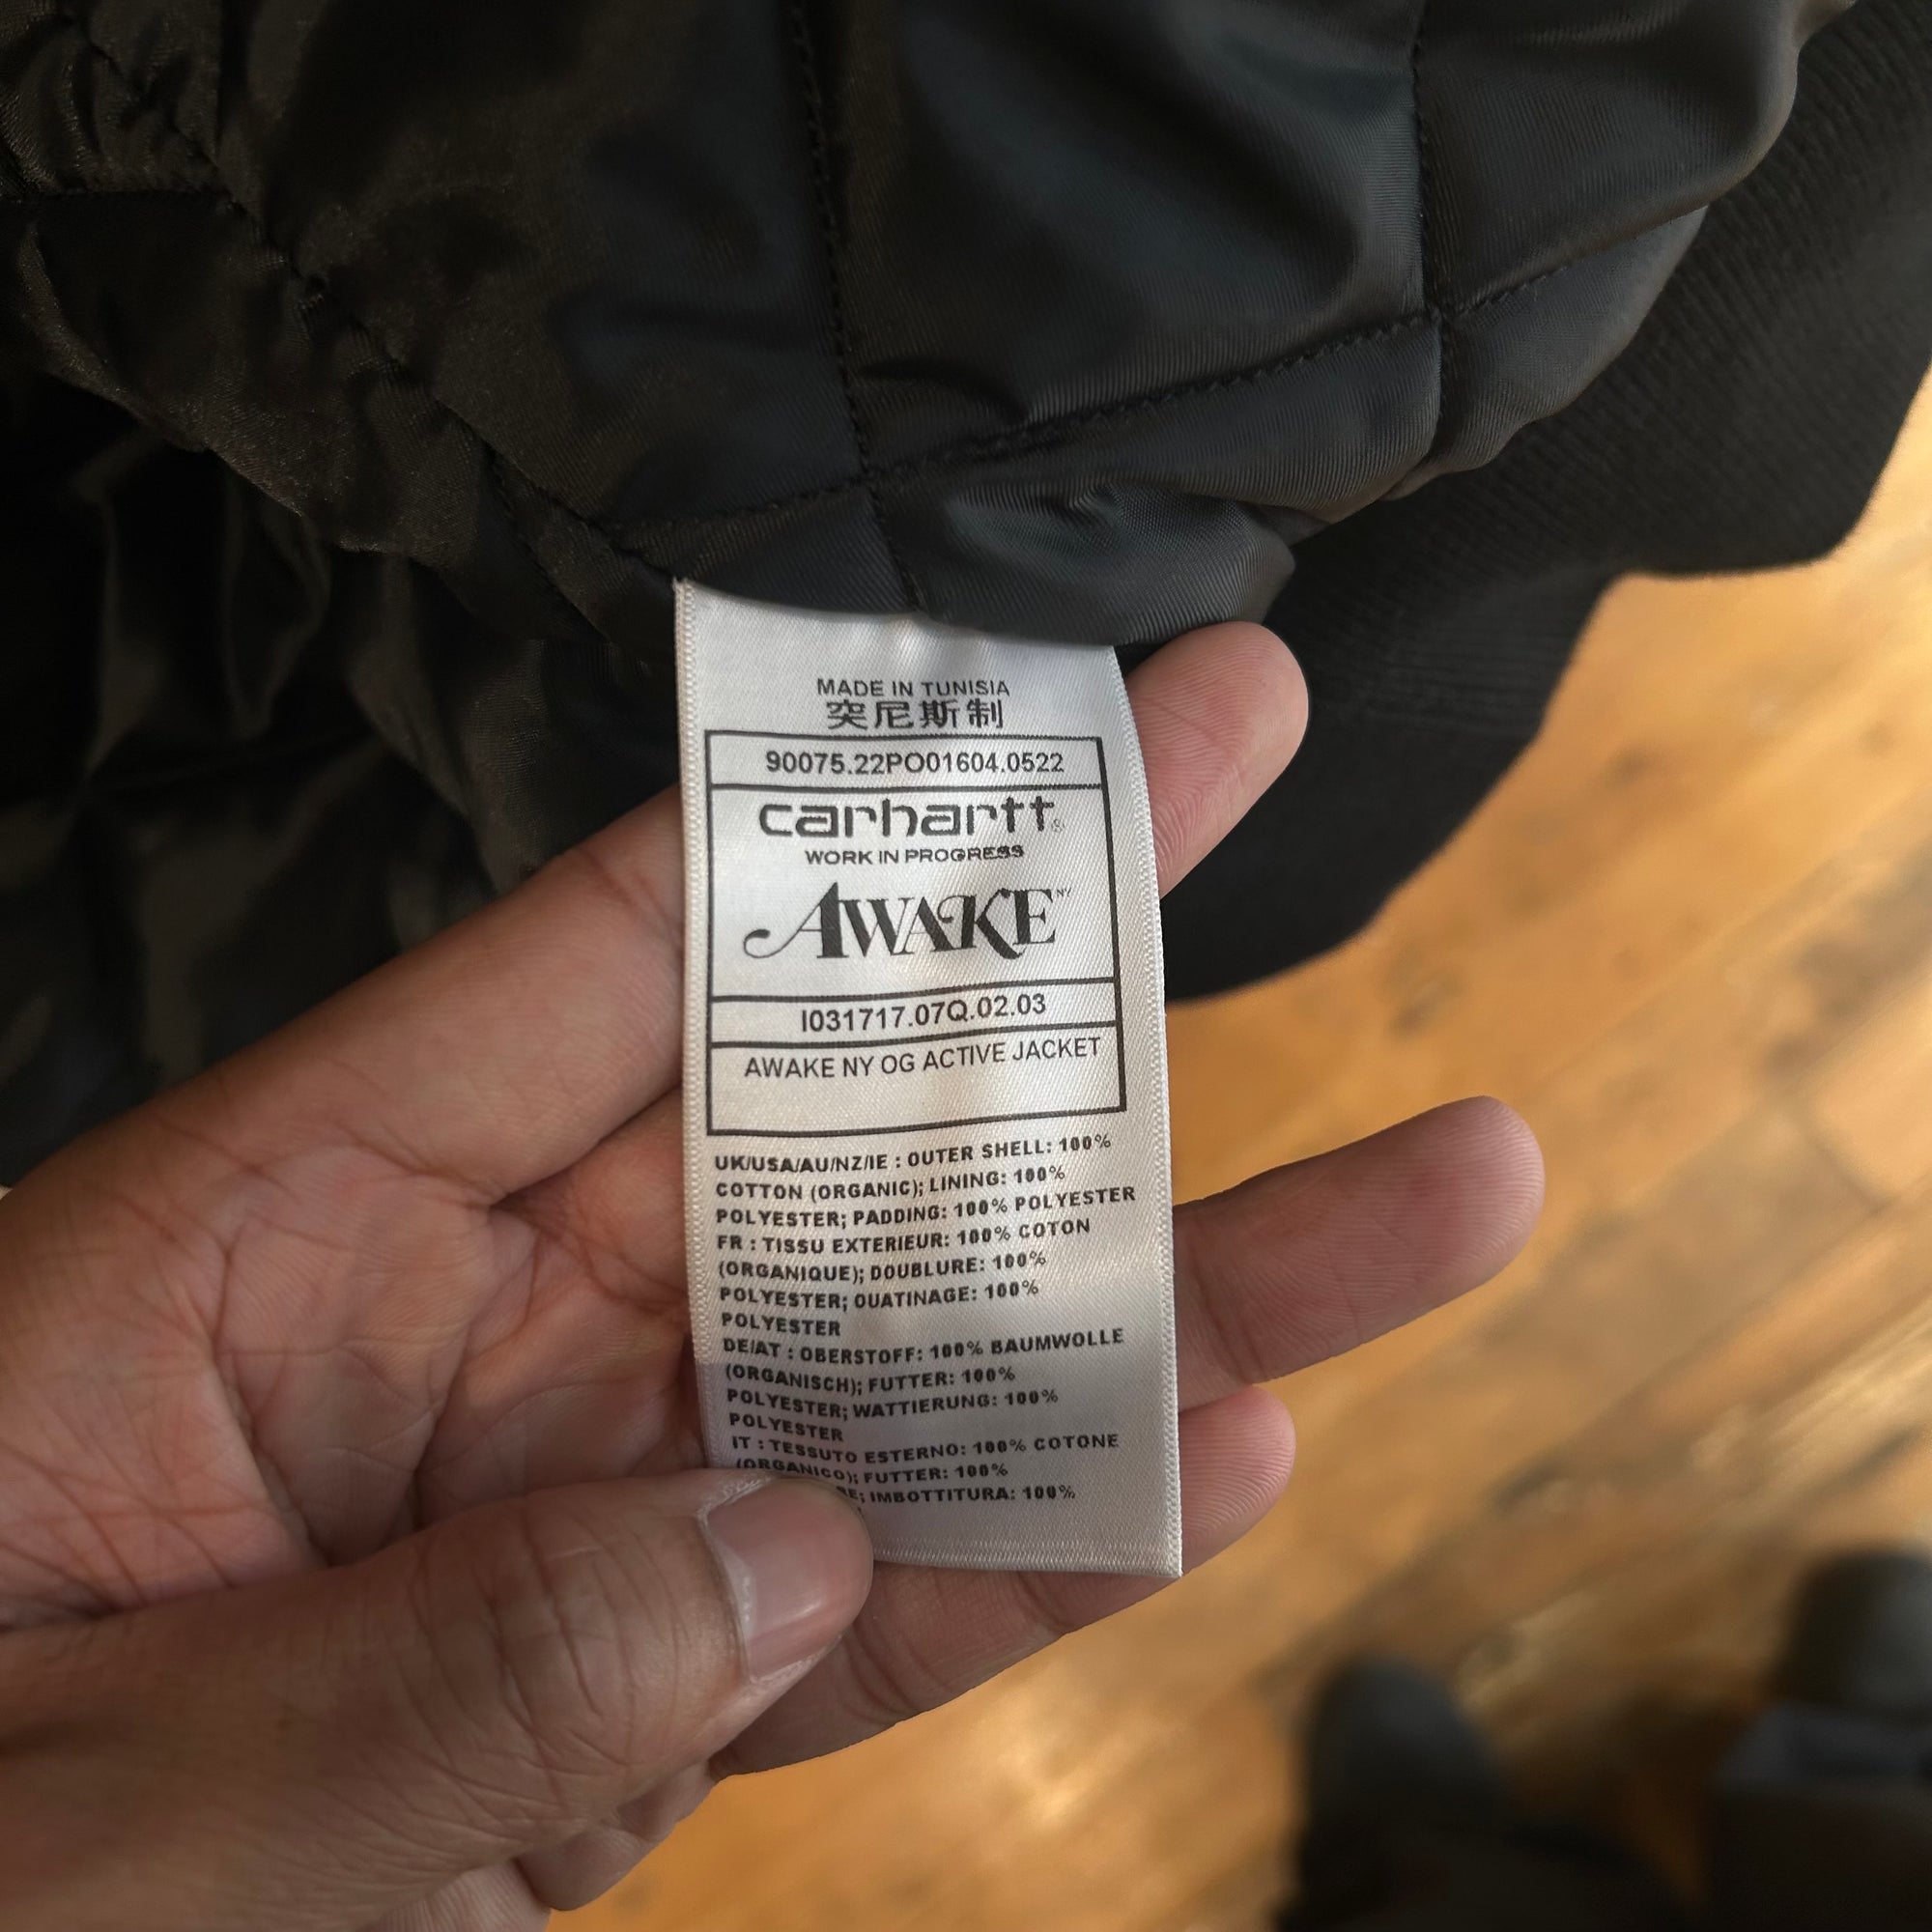 MADE IN TUNISIA
突尼斯制
90075.22PO01604.0522
carhartt®
WORK IN PROGRESS
AWAKE NY
I031717.07Q.02.03
AWAKE NY OG ACTIVE JACKET
UK/USA/AU/NZ/IE : OUTER SHELL: 100%
COTTON (ORGANIC); LINING: 100%
POLYESTER; PADDING: 100% POLYESTER
FR : TISSU EXTERIEUR: 100% COTON
(ORGANIQUE); DOUBLURE: 100%
POLYESTER; OUATINAGE: 100%
POLYESTER
DE/AT : OBERSTOFF: 100% BAUMWOLLE
(ORGANISCH); FUTTER: 100%
POLYESTER; WATTIERUNG: 100%
POLYESTER
IT : TESSUTO ESTERNO: 100% COTONE
(ORGANICO); FUTTER: 100%
IMBOTTITURA: 100%